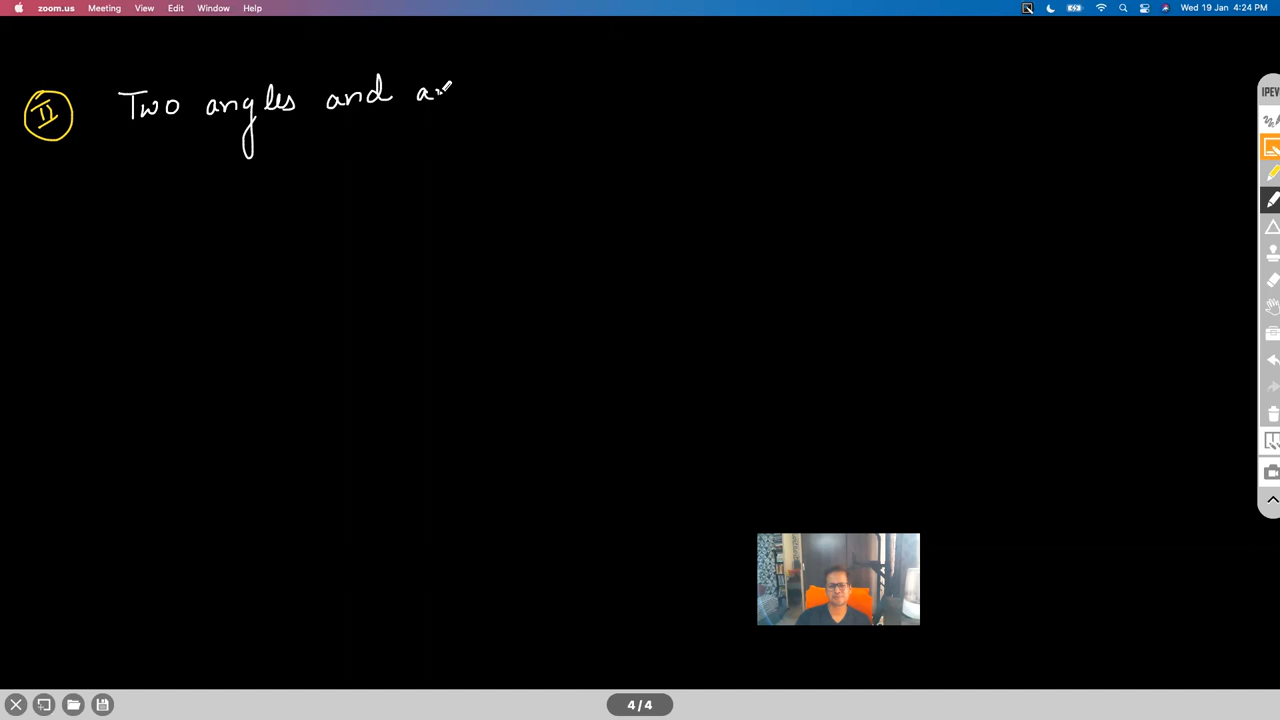 zoom.us Meeting View Edit Window Help Wed 19 Jan 4:24 PM
II Two angles and a
IPEV
4/4